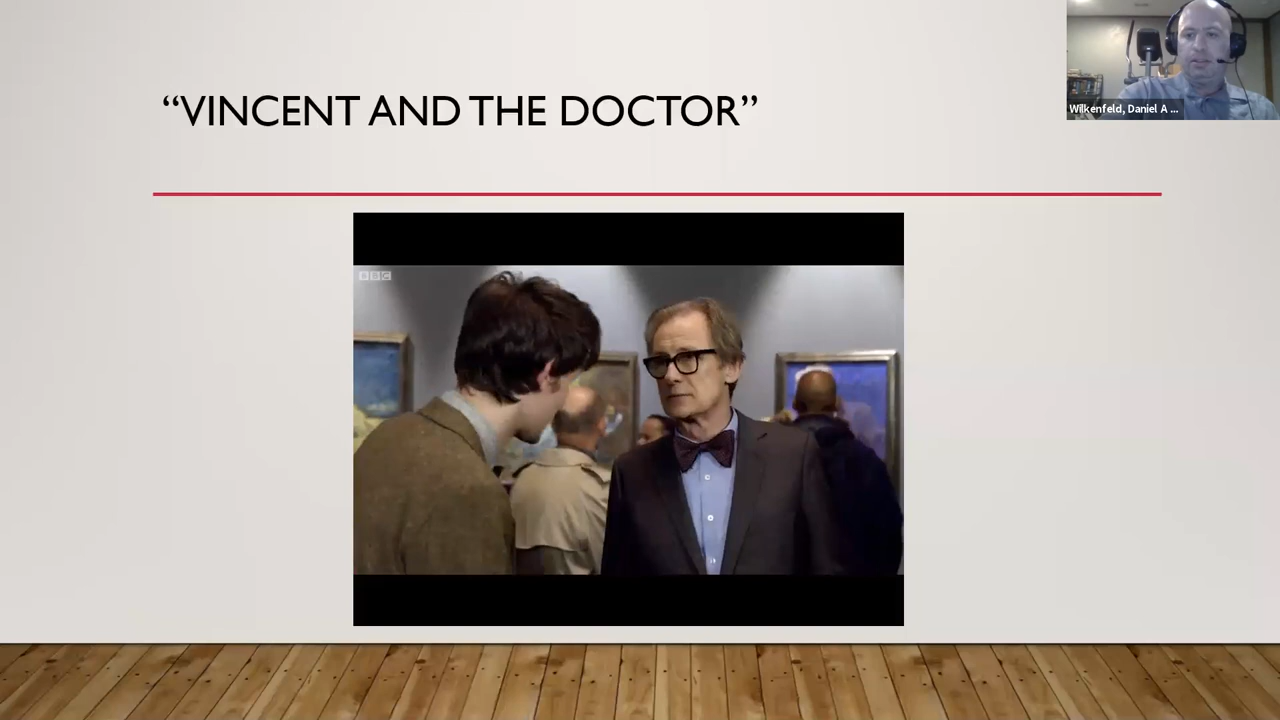 “VINCENT AND THE DOCTOR”
Wilkenfeld, Daniel A ...
BBC